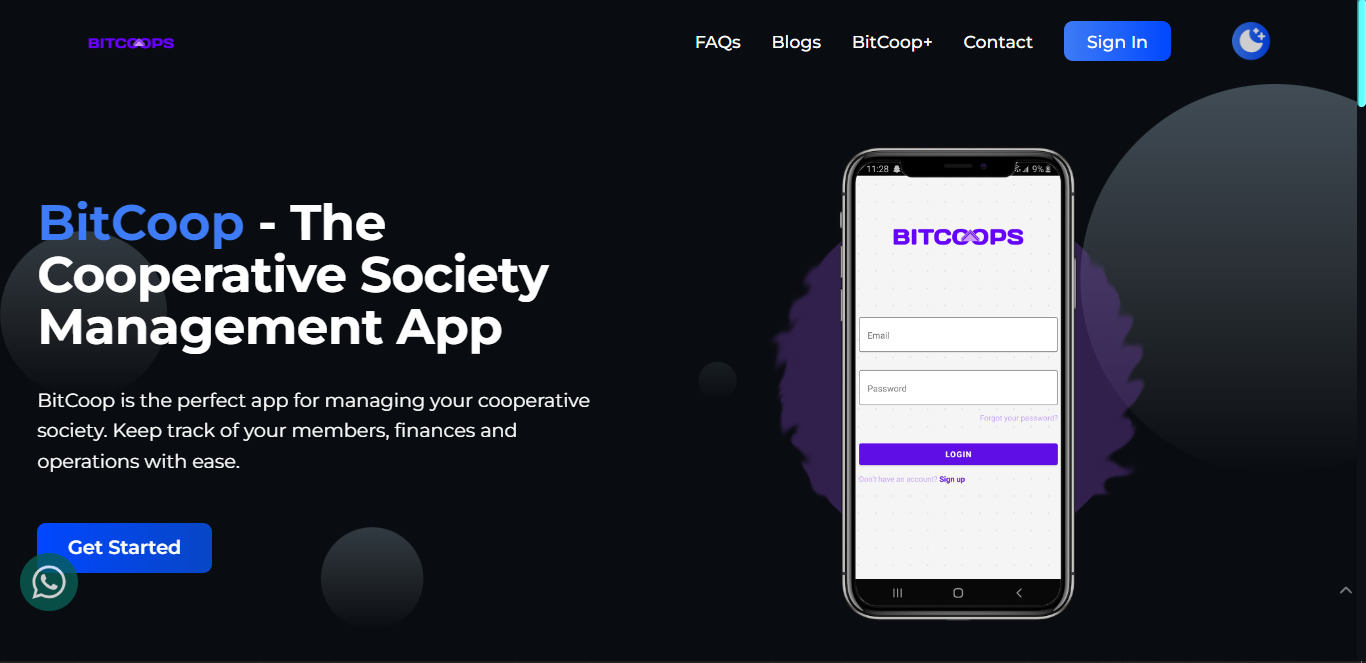 BITCOOPS
FAQs
Blogs
BitCoop+
Contact
Sign In
BitCoop - The
Cooperative Society
Management App
BitCoop is the perfect app for managing your cooperative
society. Keep track of your members, finances and
operations with ease.
Get Started
11:28
9%
BITCOOPS
Email
Password
Forgot your password?
LOGIN
Don't have an account? Sign up